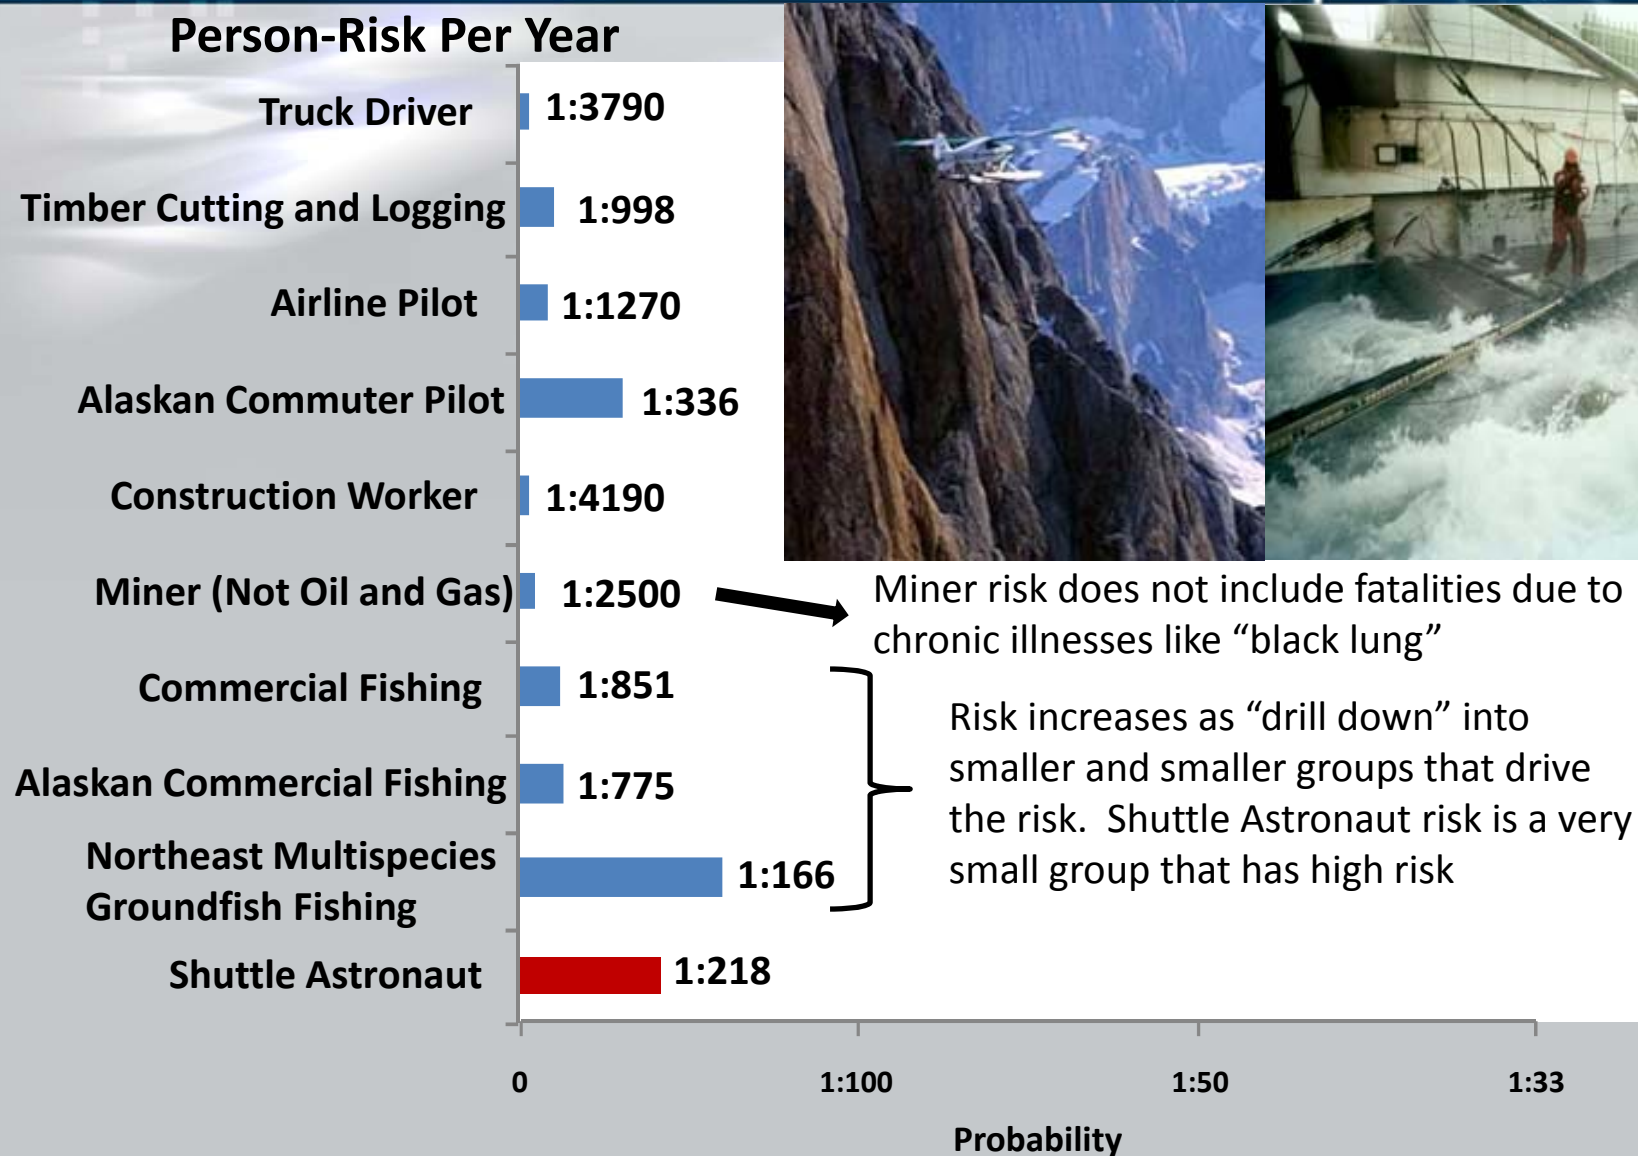 Person-Risk Per Year
Truck Driver 1:3790
Timber Cutting and Logging 1:998
Airline Pilot 1:1270
Alaskan Commuter Pilot 1:336
Construction Worker 1:4190
Miner (Not Oil and Gas) 1:2500
Miner risk does not include fatalities due to
chronic illnesses like “black lung”
Commercial Fishing 1:851
Alaskan Commercial Fishing 1:775
Northeast Multispecies
Groundfish Fishing 1:166
Risk increases as “drill down” into
smaller and smaller groups that drive
the risk.  Shuttle Astronaut risk is a very
small group that has high risk
Shuttle Astronaut 1:218
0 1:100 1:50 1:33
Probability